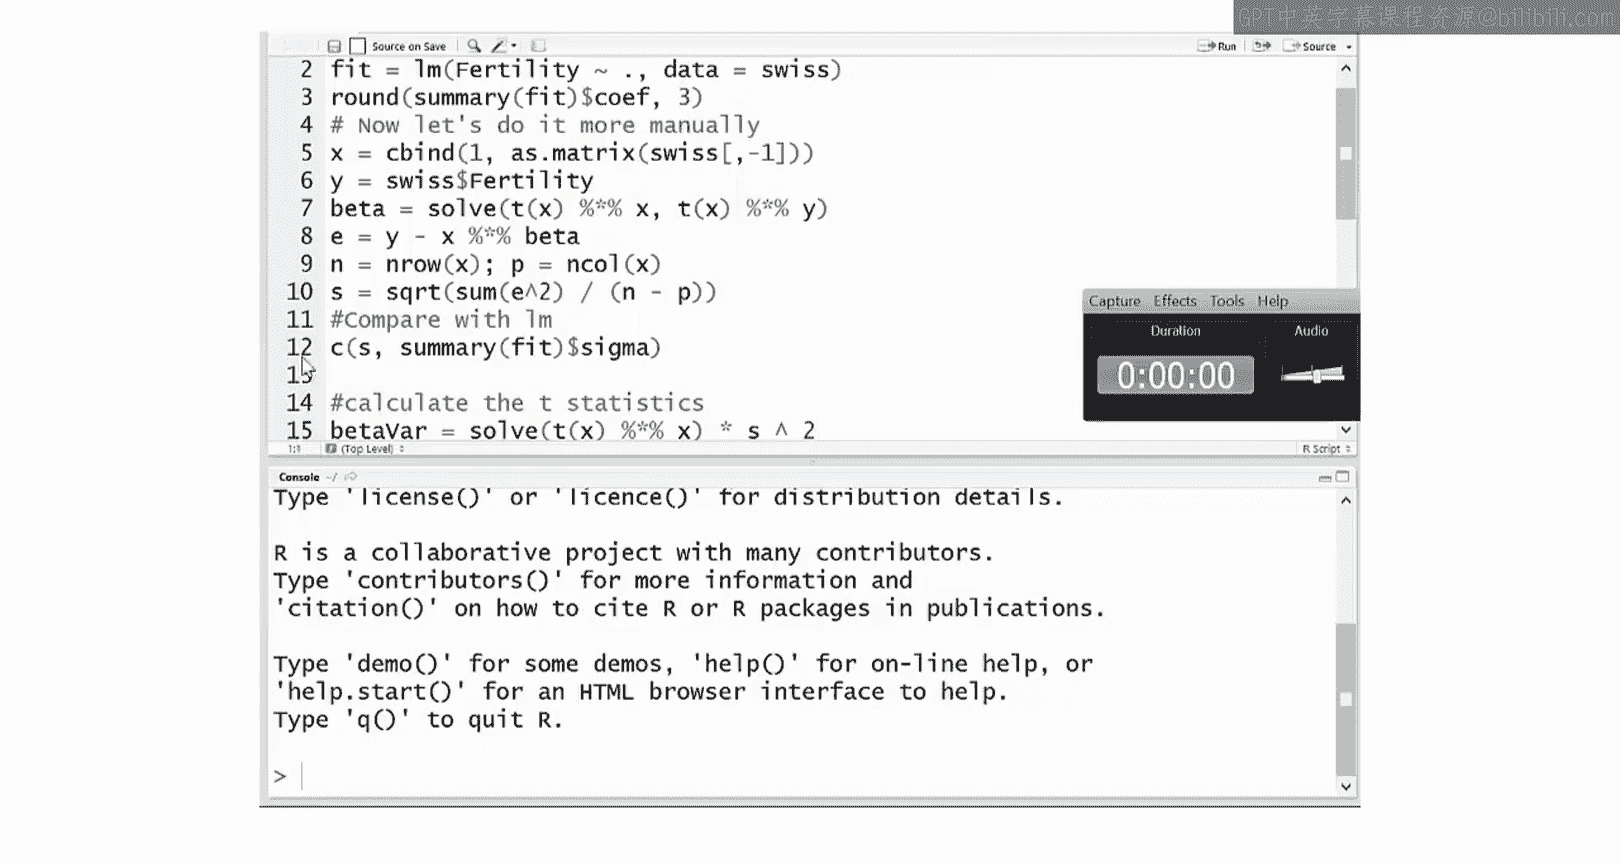 GPT中英字幕课程资源@bilibili.com
Source on Save
Run
Source
2 fit = lm(Fertility ~ ., data = swiss)
3 round(summary(fit)$coef, 3)
4 # Now let's do it more manually
5 x = cbind(1, as.matrix(swiss[,-1]))
6 y = swiss$Fertility
7 beta = solve(t(x) %*% x, t(x) %*% y)
8 e = y - x %*% beta
9 n = nrow(x); p = ncol(x)
10 s = sqrt(sum(e^2) / (n - p))
11 #Compare with lm
12 c(s, summary(fit)$sigma)
13
14 #calculate the t statistics
15 betaVar = solve(t(x) %*% x) * s ^ 2
1:1 (Top Level) R Script
Capture Effects Tools Help
Duration Audio
0:00:00
Console ~/
Type 'license()' or 'licence()' for distribution details.
R is a collaborative project with many contributors.
Type 'contributors()' for more information and
'citation()' on how to cite R or R packages in publications.
Type 'demo()' for some demos, 'help()' for on-line help, or
'help.start()' for an HTML browser interface to help.
Type 'q()' to quit R.
>